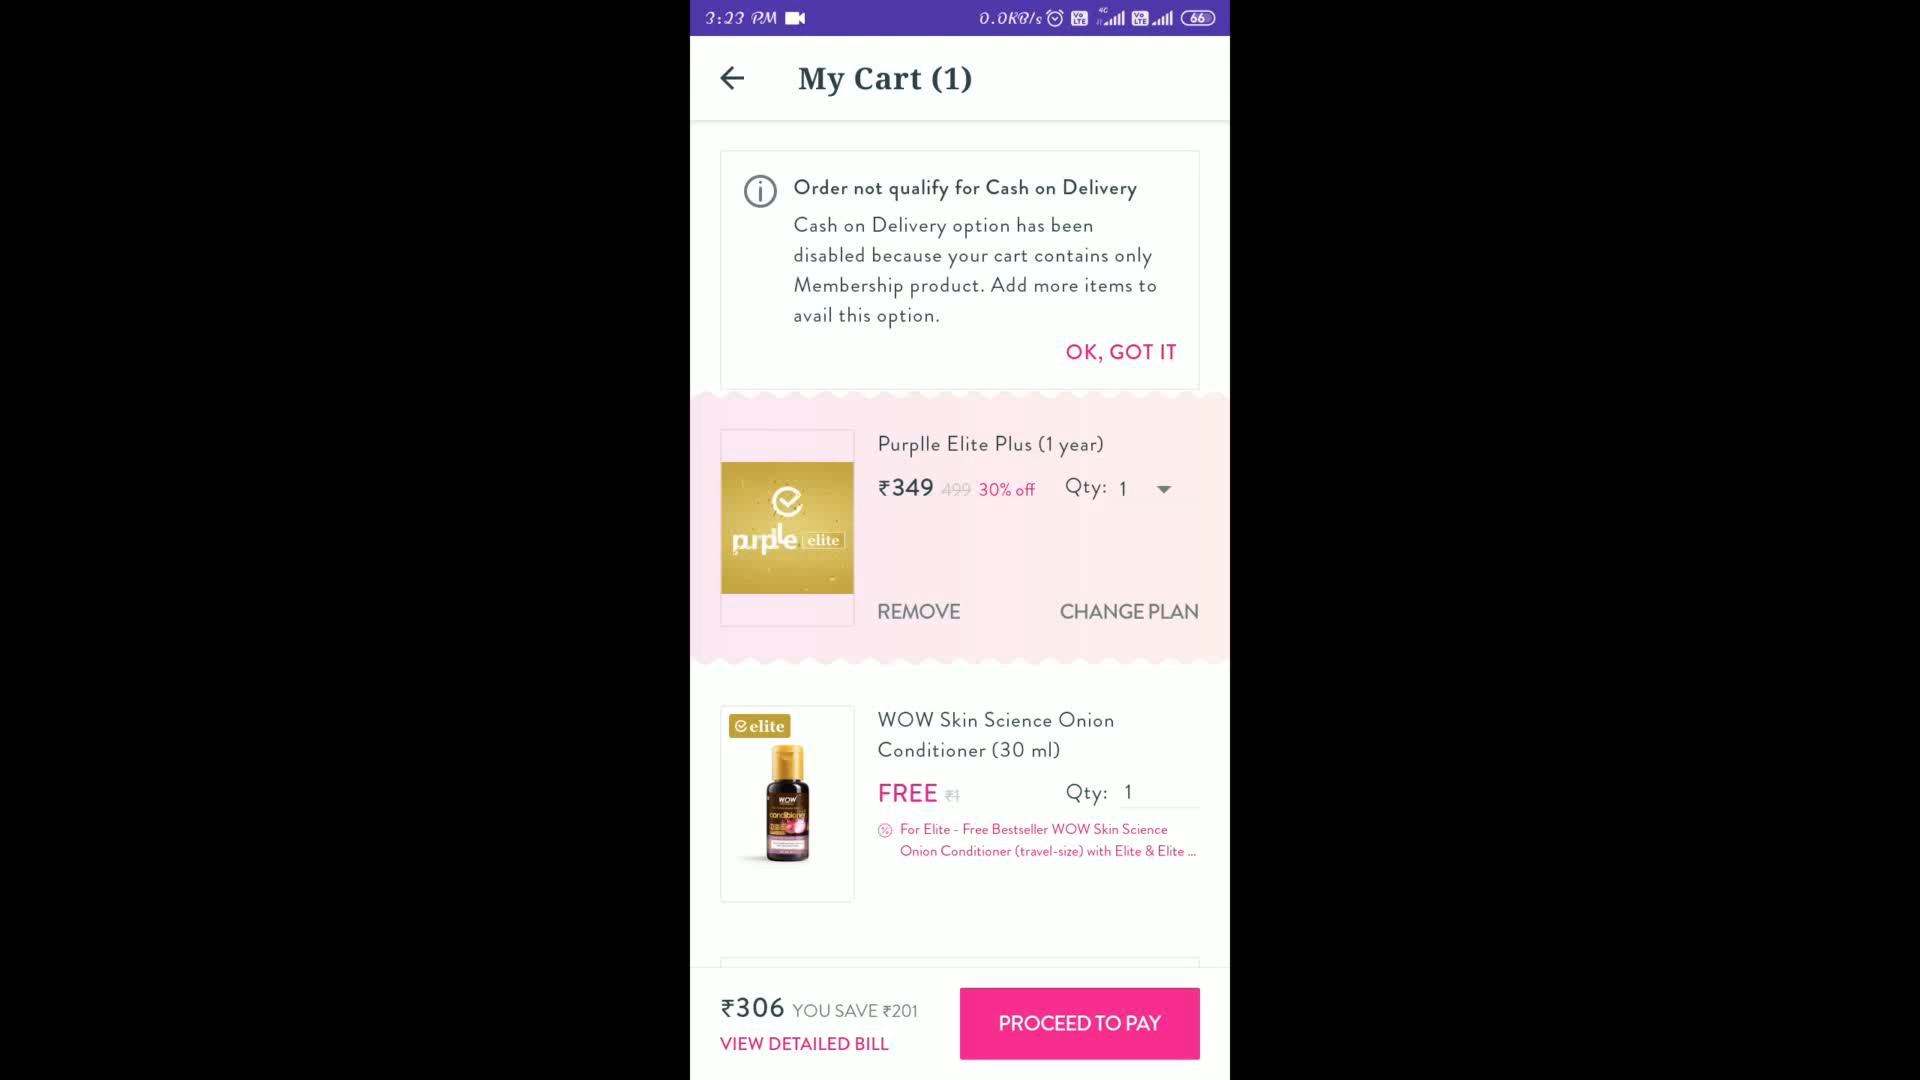 3:23 PM 0.0KB/s 4G 66
My Cart (1)
Order not qualify for Cash on Delivery
Cash on Delivery option has been
disabled because your cart contains only
Membership product. Add more items to
avail this option.
OK, GOT IT
Purplle Elite Plus (1 year)
₹349 499 30% off Qty: 1
purplle elite
REMOVE CHANGE PLAN
elite
WOW Skin Science Onion
Conditioner (30 ml)
WOW
conditioner
FREE ₹1 Qty: 1
For Elite - Free Bestseller WOW Skin Science
Onion Conditioner (travel-size) with Elite & Elite ...
₹306 YOU SAVE ₹201
VIEW DETAILED BILL
PROCEED TO PAY